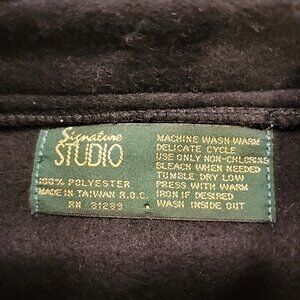 Signature
STUDIO
100% POLYESTER
MADE IN TAIWAN R.O.C.
RN 31299
MACHINE WASH WARM
DELICATE CYCLE
USE ONLY NON-CHLORINE
BLEACH WHEN NEEDED
TUMBLE DRY LOW
PRESS WITH WARM
IRON IF DESIRED
WASH INSIDE OUT